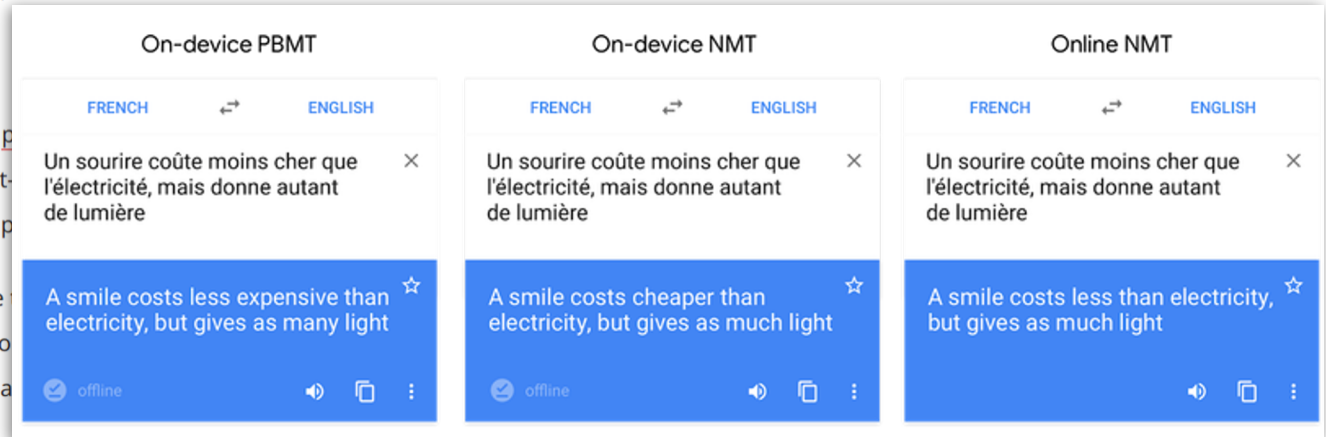 On-device PBMT
FRENCH ENGLISH
Un sourire coûte moins cher que
l'électricité, mais donne autant
de lumière
A smile costs less expensive than
electricity, but gives as many light
offline
On-device NMT
FRENCH ENGLISH
Un sourire coûte moins cher que
l'électricité, mais donne autant
de lumière
A smile costs cheaper than
electricity, but gives as much light
offline
Online NMT
FRENCH ENGLISH
Un sourire coûte moins cher que
l'électricité, mais donne autant
de lumière
A smile costs less than electricity,
but gives as much light